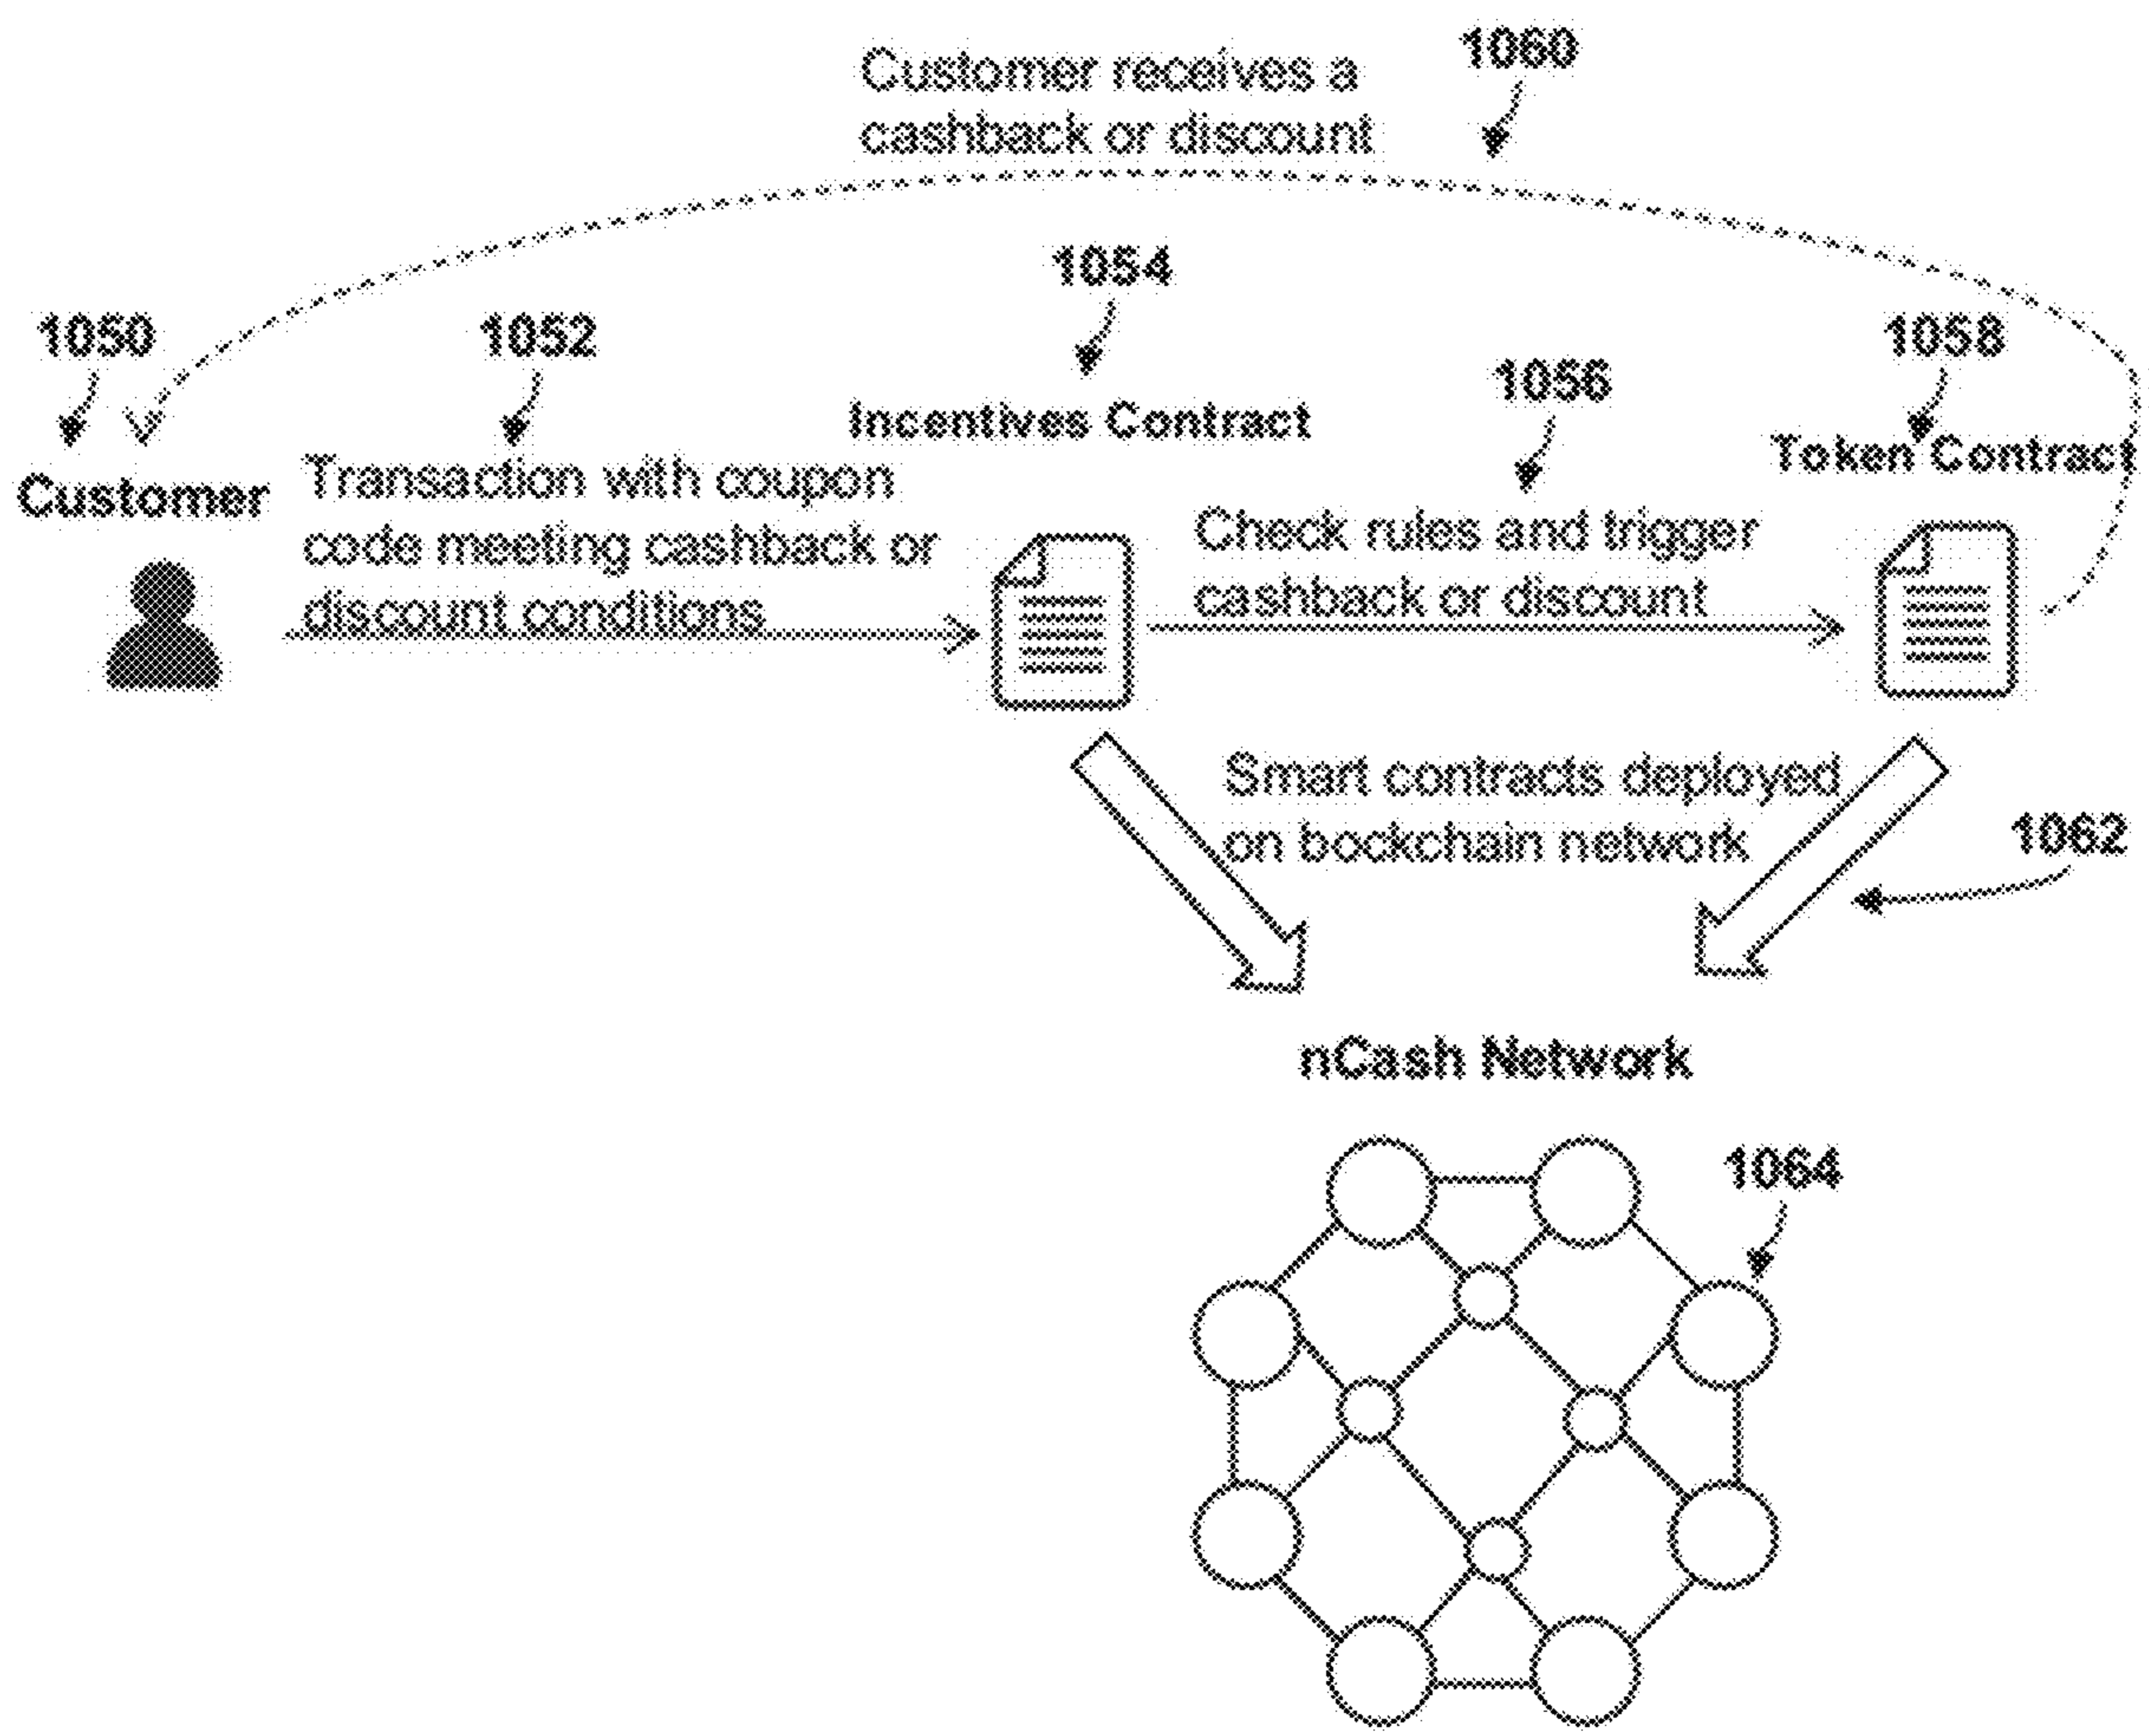 1060
Customer receives a
cashback or discount
1054
1050
1052
1058
1056
Incentives Contract
Token Contract
Customer
Transaction with coupon
code meeting cashback or
discount conditions
Check rules and trigger
cashback or discount
Smart contracts deployed
on bockchain network
1062
nCash Network
1064